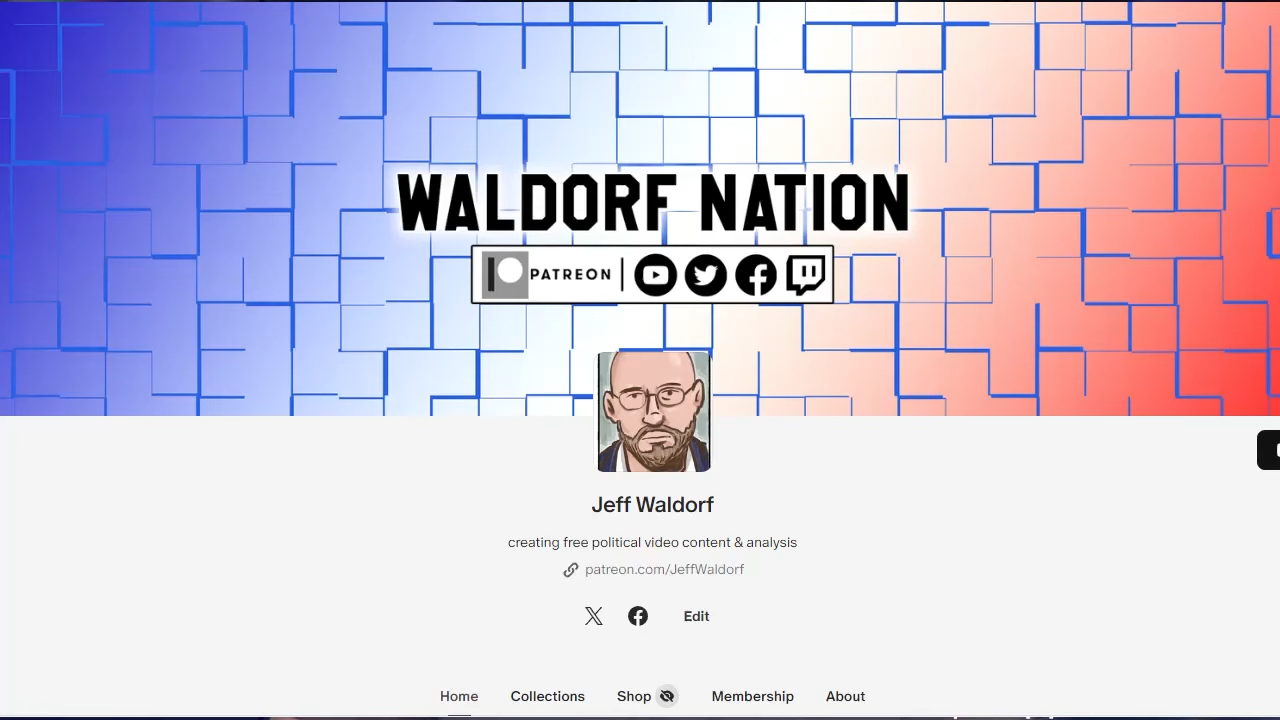 WALDORF NATION
PATREON
Jeff Waldorf
creating free political video content & analysis
patreon.com/JeffWaldorf
Edit
Home Collections Shop Membership About